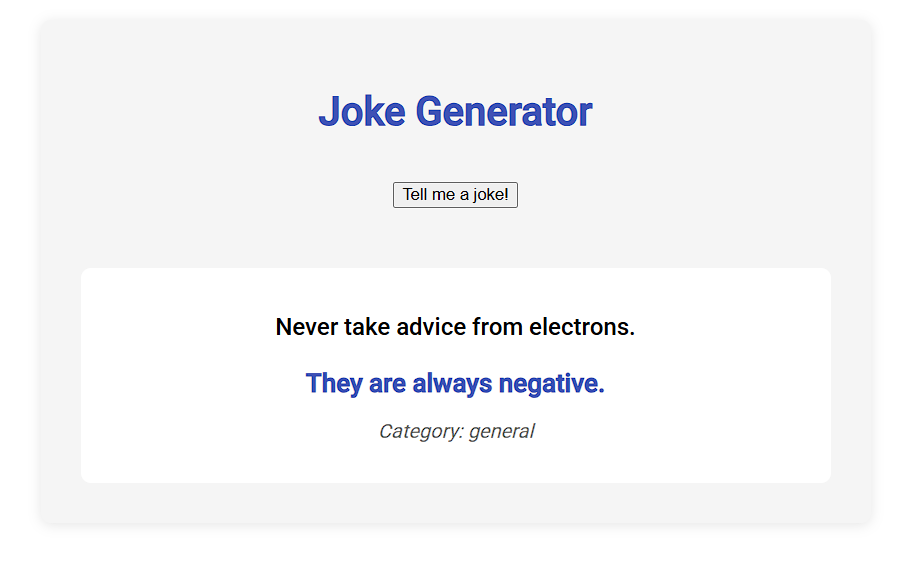 Joke Generator
Tell me a joke!
Never take advice from electrons.
They are always negative.
Category: general